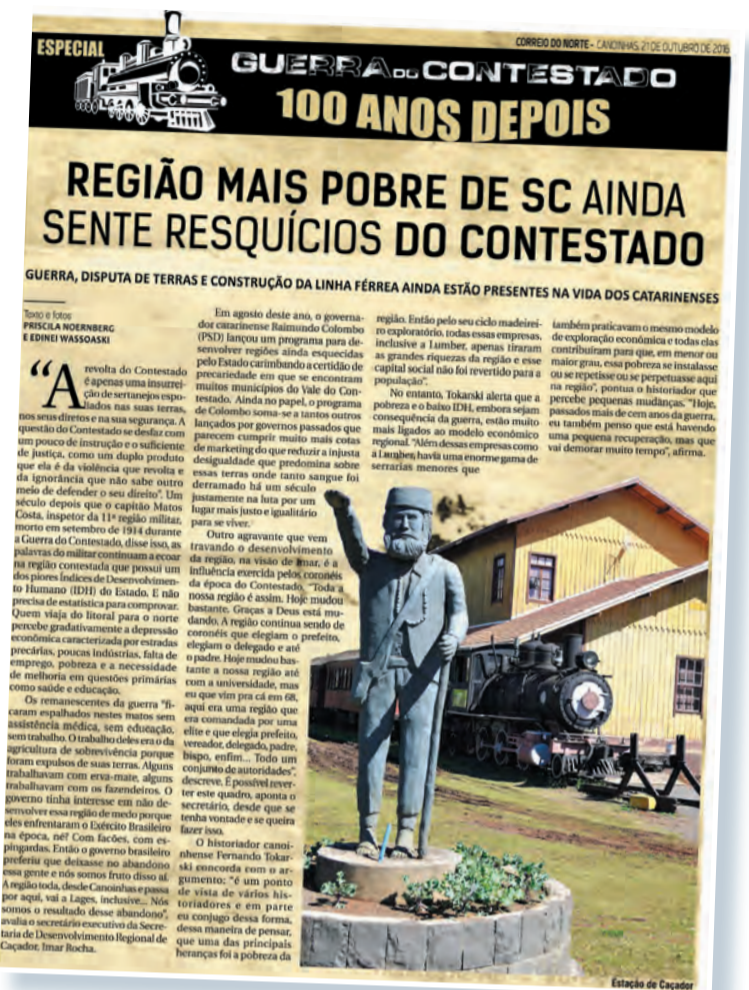 ESPECIAL
CORREIO DO NORTE - CANOINHAS, 21 DE OUTUBRO DE 2016
GUERRA DO CONTESTADO
100 ANOS DEPOIS
REGIÃO MAIS POBRE DE SC AINDA
SENTE RESQUÍCIOS DO CONTESTADO
GUERRA, DISPUTA DE TERRAS E CONSTRUÇÃO DA LINHA FÉRREA AINDA ESTÃO PRESENTES NA VIDA DOS CATARINENSES
Texto e fotos
PRISCILA NOERNBERG
E EDINEI WASSOASKI
“A revolta do Contestado
é apenas uma insurrei-
ção de sertanejos espo-
liados nas suas terras,
nos seus direitos e na sua segurança. A
questão do Contestado se desfaz com
um pouco de instrução e o suficiente
de justiça, como um duplo produto
que ela é da violência que revolta e
da ignorância que não sabe outro
meio de defender o seu direito”. Um
século depois que o capitão Matos
Costa, inspetor da 11ª região militar,
morto em setembro de 1914 durante
a Guerra do Contestado, disse isso, as
palavras do militar continuam a ecoar
na região contestada que possui um
dos piores Índices de Desenvolvimen-
to Humano (IDH) do Estado. E não
precisa de estatística para comprovar.
Quem viaja do litoral para o norte
percebe gradativamente a depressão
econômica caracterizada por estradas
precárias, poucas indústrias, falta de
emprego, pobreza e a necessidade
de melhoria em questões primárias
como saúde e educação.
Os remanescentes da guerra “fi-
caram espalhados nestes matos sem
assistência médica, sem educação,
sem trabalho. O trabalho deles era o da
agricultura de sobrevivência porque
foram expulsos de suas terras. Alguns
trabalhavam com erva-mate, alguns
trabalhavam com os fazendeiros. O
governo tinha interesse em não de-
senvolver essa região de medo porque
eles enfrentaram o Exército Brasileiro
na época, né? Com facões, com es-
pingardas. Então o governo brasileiro
preferiu que deixasse no abandono
essa gente e nós somos fruto disso aí.
A região toda, desde Canoinhas e passa
por aqui, vai a Lages, inclusive... Nós
somos o resultado desse abandono”,
avalia o secretário executivo da Secre-
taria de Desenvolvimento Regional de
Caçador, Imar Rocha.
Em agosto deste ano, o governa-
dor catarinense Raimundo Colombo
(PSD) lançou um programa para de-
senvolver regiões ainda esquecidas
pelo Estado carimbando a certidão de
precariedade em que se encontram
muitos municípios do Vale do Con-
testado. Ainda no papel, o programa
de Colombo soma-se a tantos outros
lançados por governos passados que
parecem cumprir muito mais cotas
de marketing do que reduzir a injusta
desigualdade que predomina sobre
essas terras onde tanto sangue foi
derramado há um século
justamente na luta por um
lugar mais justo e igualitário
para se viver.
Outro agravante que vem
travando o desenvolvimento
da região, na visão de Imar, é a
influência exercida pelos coronéis
da época do Contestado. “Toda a
nossa região é assim. Hoje mudou
bastante. Graças a Deus está mu-
dando. A região continua sendo de
coronéis que elegiam o prefeito,
elegiam o delegado e até
o padre. Hoje mudou bas-
tante a nossa região até
com a universidade, mas
eu que vim pra cá em 68,
aqui era uma região que
era comandada por uma
elite e que elegia prefeito,
vereador, delegado, padre,
bispo, enfim... Todo um
conjunto de autoridades”,
descreve. É possível rever-
ter este quadro, aponta o
secretário, desde que se
tenha vontade e se queira
fazer isso.
O historiador canoi-
nhense Fernando Tokar-
ski concorda com o ar-
gumento: “é um ponto
de vista de vários his-
toriadores e em parte
eu conjugo dessa forma,
dessa maneira de pensar,
que uma das principais
heranças foi a pobreza da
região. Então pelo seu ciclo madeirei-
ro exploratório, todas essas empresas,
inclusive a Lumber, apenas tiraram
as grandes riquezas da região e esse
capital social não foi revertido para a
população”.
No entanto, Tokarski alerta que a
pobreza e o baixo IDH, embora sejam
consequência da guerra, estão muito
mais ligados ao modelo econômico
regional. “Além dessas empresas como
a Lumber, havia uma enorme gama de
serrarias menores que
também praticavam o mesmo modelo
de exploração econômica e todas elas
contribuíram para que, em menor ou
maior grau, essa pobreza se instalasse
ou se repetisse ou se perpetuasse aqui
na região”, pontua o historiador que
percebe pequenas mudanças. “Hoje,
passados mais de cem anos da guerra,
eu também penso que está havendo
uma pequena recuperação, mas que
vai demorar muito tempo”, afirma.
Estação de Caçador